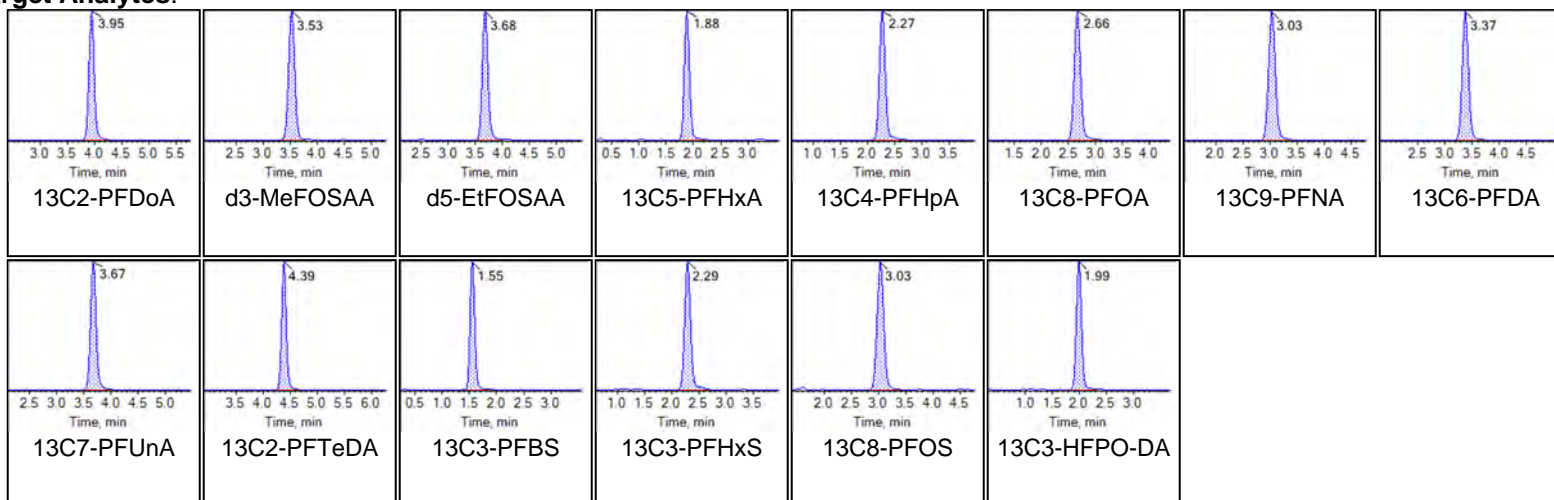 rget Analytes:
3.95 3.53 3.68 1.88 2.27 2.66 3.03 3.37
3.0 3.5 4.0 4.5 5.0 5.5 2.5 3.0 3.5 4.0 4.5 5.0 2.5 3.0 3.5 4.0 4.5 5.0 0.5 1.0 1.5 2.0 2.5 3.0 1.0 1.5 2.0 2.5 3.0 3.5 1.5 2.0 2.5 3.0 3.5 4.0 2.0 2.5 3.0 3.5 4.0 4.5 2.5 3.0 3.5 4.0 4.5
Time, min Time, min Time, min Time, min Time, min Time, min Time, min Time, min
13C2-PFDoA d3-MeFOSAA d5-EtFOSAA 13C5-PFHxA 13C4-PFHpA 13C8-PFOA 13C9-PFNA 13C6-PFDA
3.67 4.39 1.55 2.29 3.03 1.99
2.5 3.0 3.5 4.0 4.5 5.0 3.5 4.0 4.5 5.0 5.5 6.0 0.5 1.0 1.5 2.0 2.5 3.0 1.0 1.5 2.0 2.5 3.0 3.5 2.0 2.5 3.0 3.5 4.0 4.5 1.0 1.5 2.0 2.5 3.0
Time, min Time, min Time, min Time, min Time, min Time, min
13C7-PFUnA 13C2-PFTeDA 13C3-PFBS 13C3-PFHxS 13C8-PFOS 13C3-HFPO-DA